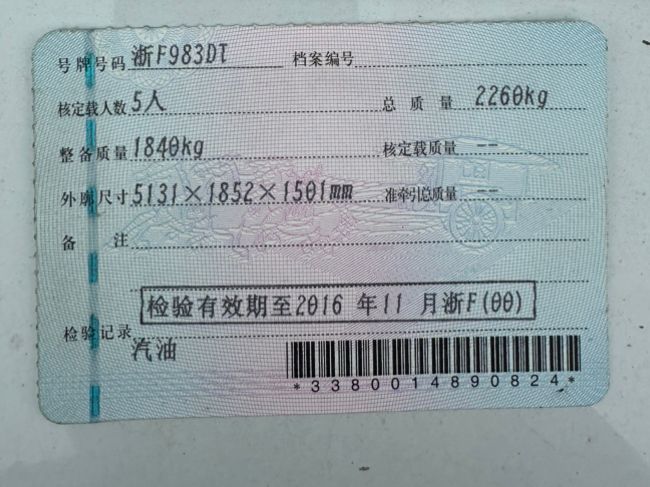 号牌号码 浙F983DT 档案编号
核定载人数 5人 总质量 2260kg
整备质量 1840kg 核定载质量 --
外廓尺寸 5131×1852×1501mm 准牵引总质量 --
备注
检验有效期至2016 年11 月浙F(00)
检验记录
汽油
*3380014890824*